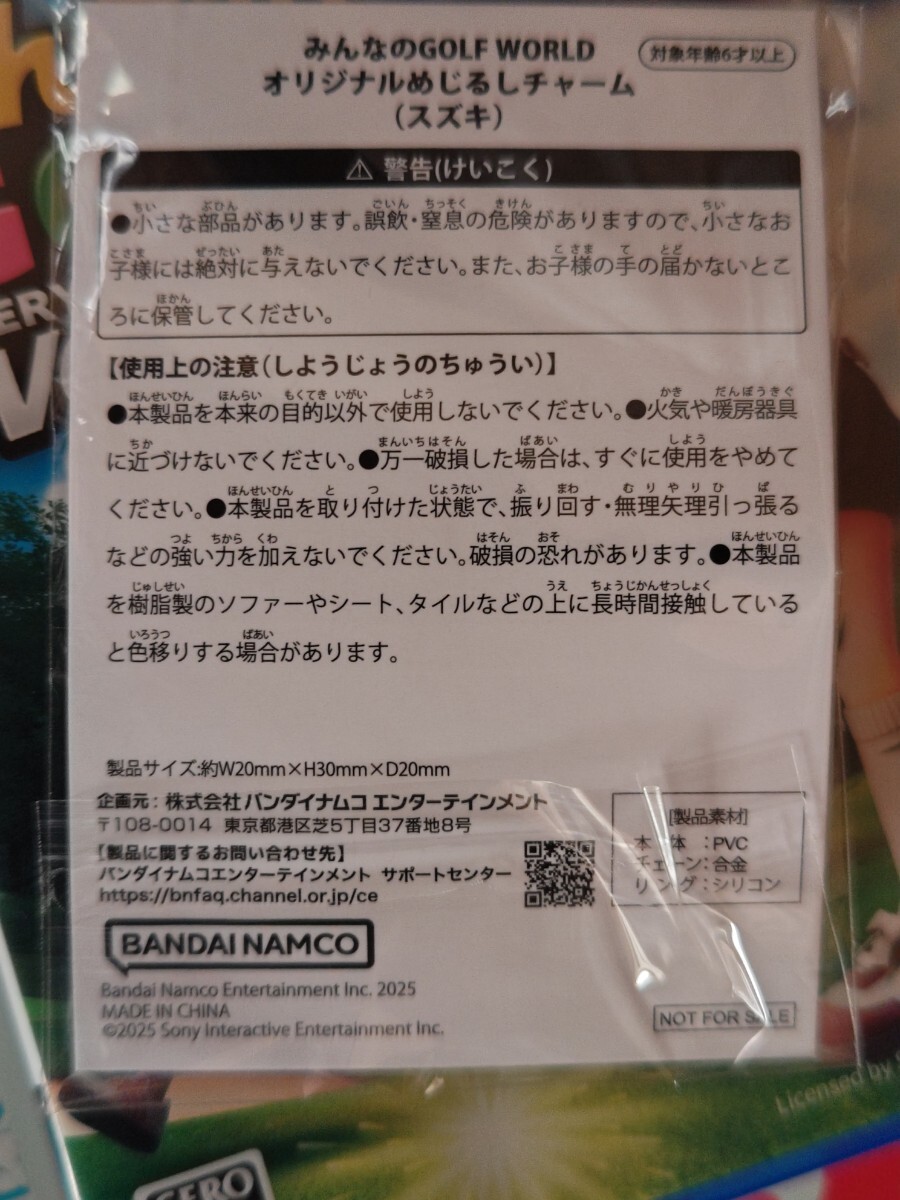 みんなのGOLF WORLD
対象年齢6才以上
オリジナルめじるしチャーム
(スズキ)
⚠ 警告(けいこく)
●小さな部品があります。誤飲・窒息の危険がありますので、小さなお
子様には絶対に与えないでください。また、お子様の手の届かないとこ
ろに保管してください。
【使用上の注意(しようじょうのちゅうい)】
●本製品を本来の目的以外で使用しないでください。●火気や暖房器具
に近づけないでください。●万一破損した場合は、すぐに使用をやめて
ください。●本製品を取り付けた状態で、振り回す・無理矢理引っ張る
などの強い力を加えないでください。破損の恐れがあります。●本製品
を樹脂製のソファーやシート、タイルなどの上に長時間接触している
と色移りする場合があります。
製品サイズ:約W20mm×H30mm×D20mm
企画元:株式会社バンダイナムコ エンターテインメント
〒108-0014 東京都港区芝5丁目37番地8号
【製品に関するお問い合わせ先】
バンダイナムコエンターテインメント サポートセンター
https://bnfaq.channel.or.jp/ce
[製品素材]
本 体 :PVC
チェーン:合金
リング:シリコン
BANDAI NAMCO
Bandai Namco Entertainment Inc. 2025
MADE IN CHINA
©2025 Sony Interactive Entertainment Inc.
NOT FOR SALE
Licensed by
CERO